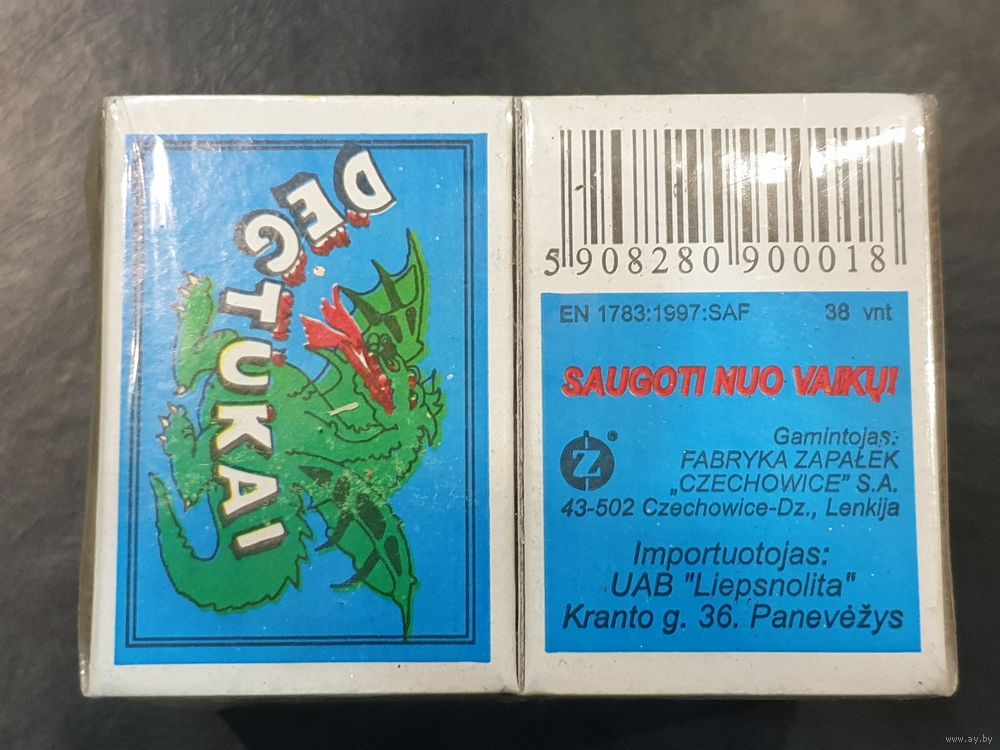 DEGTUKAI
5 908280 900018
EN 1783:1997:SAF 38 vnt
SAUGOTI NUO VAIKŲ!
Z ®
Gamintojas:
FABRYKA ZAPAŁEK
„CZECHOWICE" S.A.
43-502 Czechowice-Dz., Lenkija
Importuotojas:
UAB "Liepsnolita"
Kranto g. 36. Panevėžys
www.ay.by